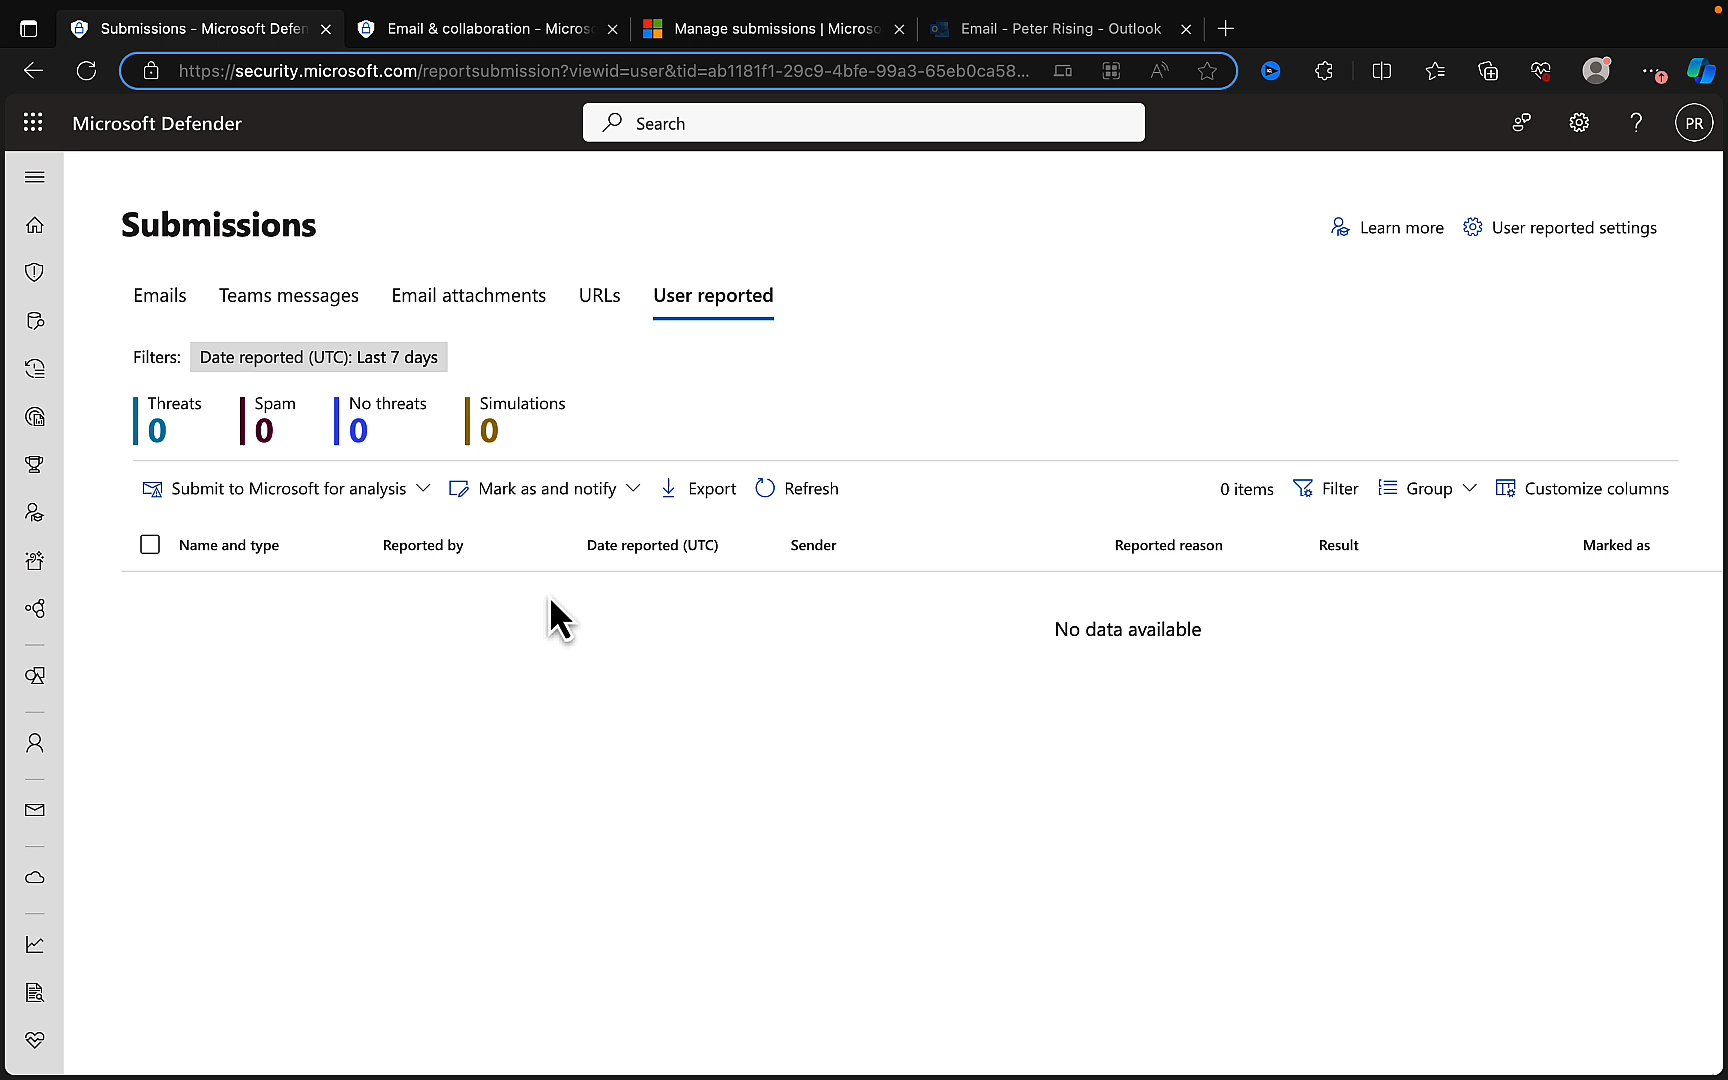 Submissions - Microsoft Defen
Email & collaboration - Micros
Manage submissions | Microso
Email - Peter Rising - Outlook
https://security.microsoft.com/reportsubmission?viewid=user&tid=ab1181f1-29c9-4bfe-99a3-65eb0ca58...
Microsoft Defender
Search
PR
Submissions
Learn more
User reported settings
Emails
Teams messages
Email attachments
URLs
User reported
Filters:
Date reported (UTC): Last 7 days
Threats
Spam
No threats
Simulations
0
0
0
0
Submit to Microsoft for analysis
Mark as and notify
Export
Refresh
0 items
Filter
Group
Customize columns
Name and type
Reported by
Date reported (UTC)
Sender
Reported reason
Result
Marked as
No data available